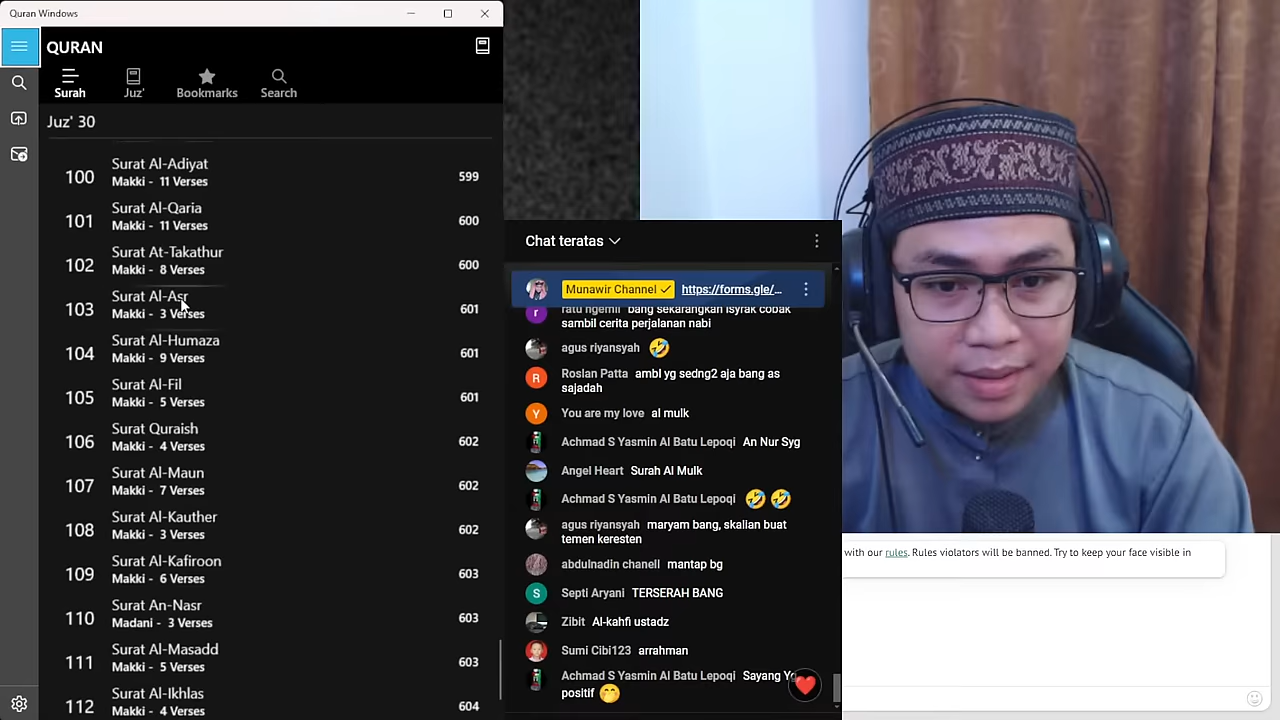 Quran Windows
QURAN
Surah
Juz'
Bookmarks
Search
Juz' 30
100
Surat Al-Adiyat
Makki - 11 Verses
599
101
Surat Al-Qaria
Makki - 11 Verses
600
102
Surat At-Takathur
Makki - 8 Verses
600
103
Surat Al-Asr
Makki - 3 Verses
601
104
Surat Al-Humaza
Makki - 9 Verses
601
105
Surat Al-Fil
Makki - 5 Verses
601
106
Surat Quraish
Makki - 4 Verses
602
107
Surat Al-Maun
Makki - 7 Verses
602
108
Surat Al-Kauther
Makki - 3 Verses
602
109
Surat Al-Kafiroon
Makki - 6 Verses
603
110
Surat An-Nasr
Madani - 3 Verses
603
111
Surat Al-Masadd
Makki - 5 Verses
603
112
Surat Al-Ikhlas
Makki - 4 Verses
604
Chat teratas
Munawir Channel https://forms.gle/...
r ratu ngemil bang sekarangkan isyrak cobak
sambil cerita perjalanan nabi
agus riyansyah 🤣
R Roslan Patta ambl yg sedng2 aja bang as
sajadah
Y You are my love al mulk
Achmad S Yasmin Al Batu Lepoqi An Nur Syg
Angel Heart Surah Al Mulk
Achmad S Yasmin Al Batu Lepoqi 🤣 🤣
agus riyansyah maryam bang, skalian buat
temen keresten
abdulnadin chanell mantap bg
S Septi Aryani TERSERAH BANG
Zibit Al-kahfi ustadz
Sumi Cibi123 arrahman
Achmad S Yasmin Al Batu Lepoqi Sayang Yg
positif 🤭
with our rules. Rules violators will be banned. Try to keep your face visible in